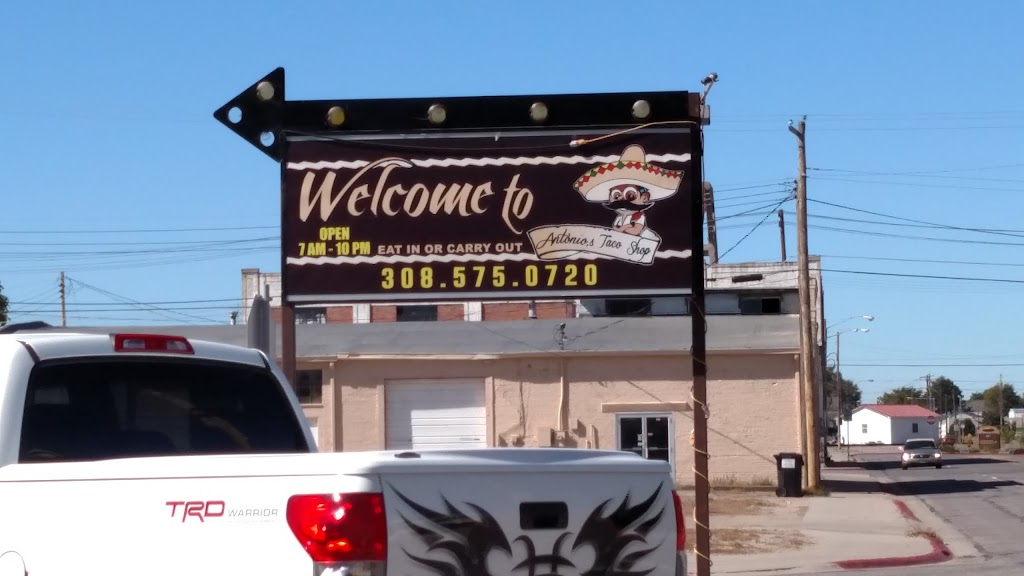 Welcome to
OPEN
7 AM - 10 PM
EAT IN OR CARRY OUT
Antonio,s Taco Shop
308.575.0720
TRD WARRIOR